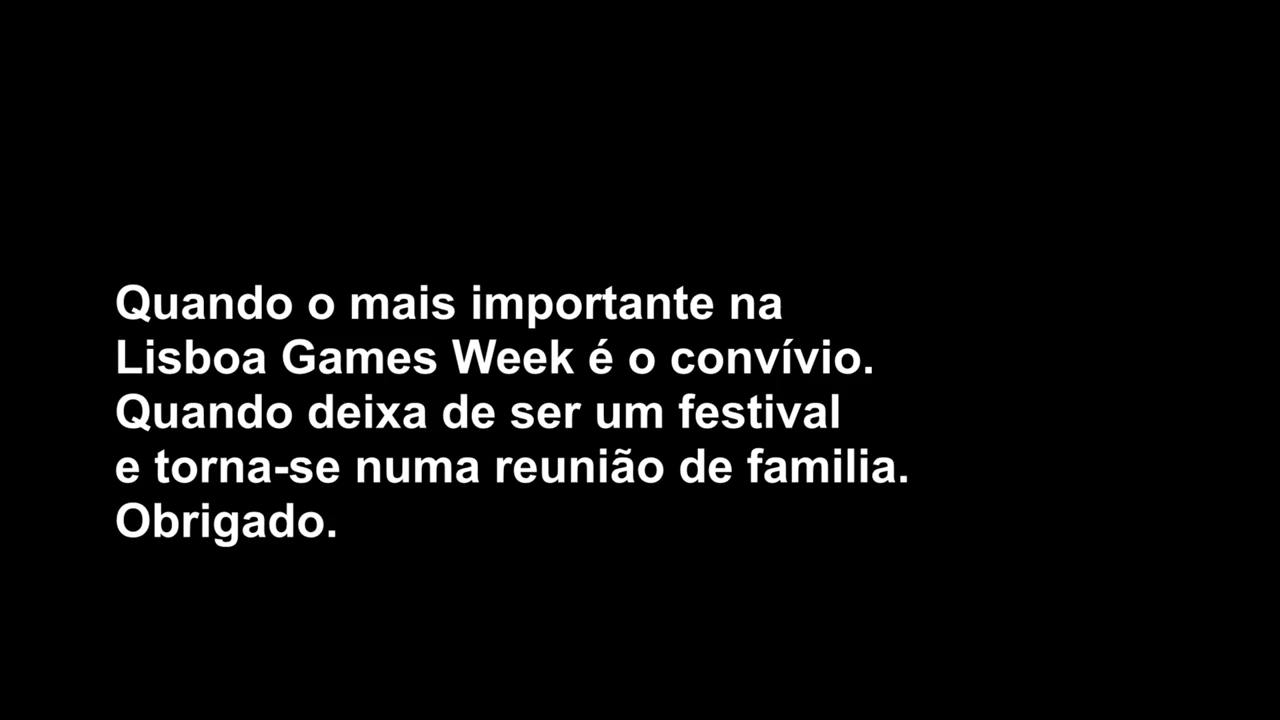 Quando o mais importante na
Lisboa Games Week é o convívio.
Quando deixa de ser um festival
e torna-se numa reunião de familia.
Obrigado.